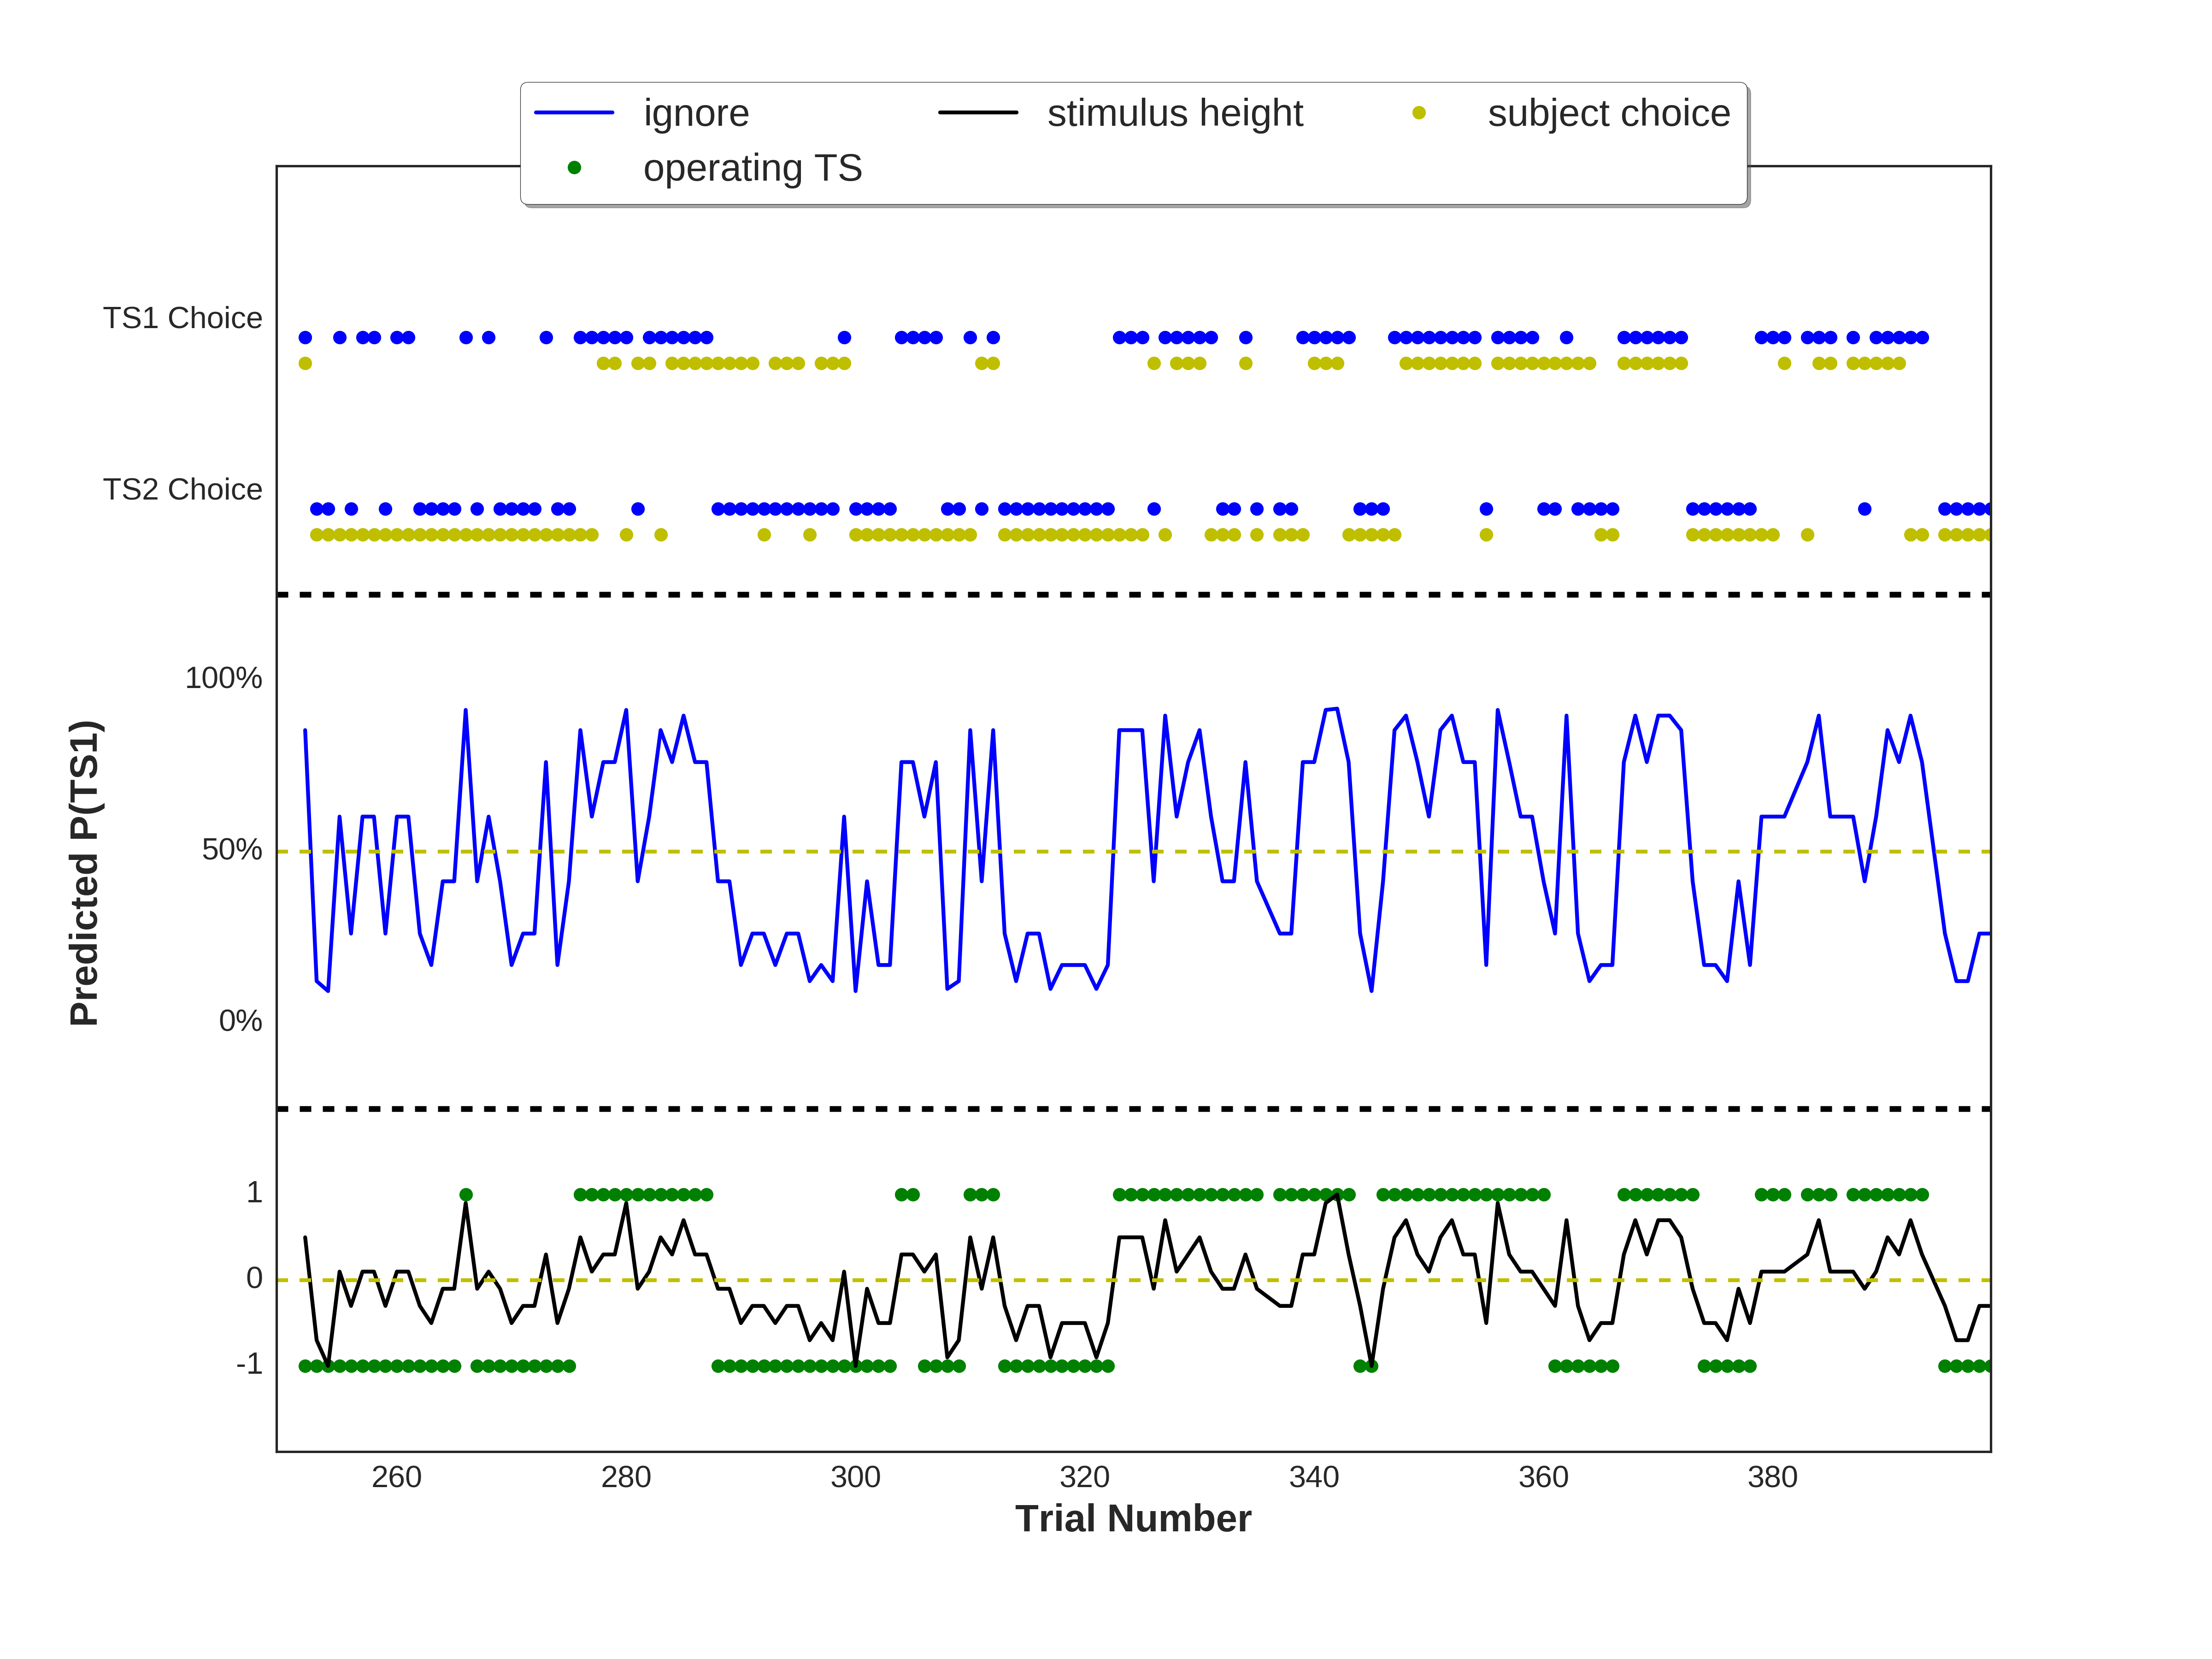 ignore
stimulus height
subject choice
operating TS
TS1 Choice
TS2 Choice
100%
50%
0%
1
0
-1
Predicted P(TS1)
260 280 300 320 340 360 380
Trial Number